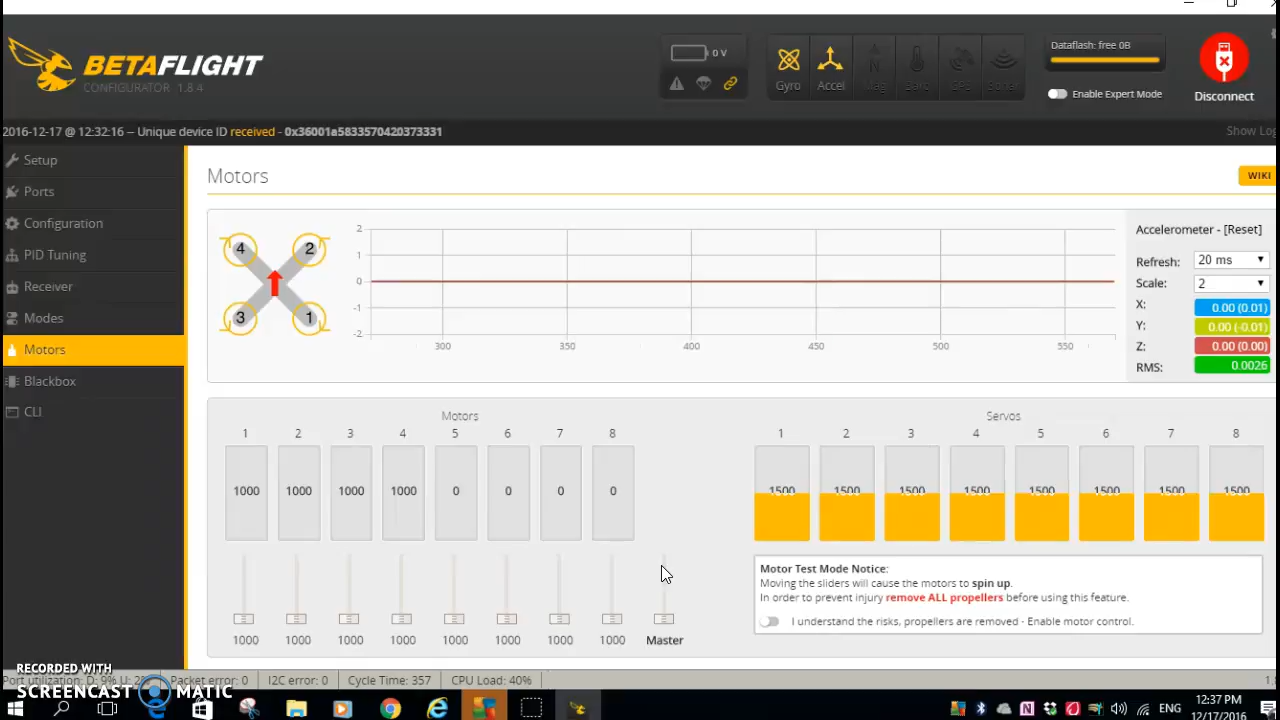 BETAFLIGHT
CONFIGURATOR 1.8.4
0 V
Gyro
Accel
Mag
Baro
GPS
Sonar
Dataflash: free 0B
Enable Expert Mode
Disconnect
2016-12-17 @ 12:32:16 -- Unique device ID received - 0x36001a5833570420373331
Show Log
Setup
Ports
Configuration
PID Tuning
Receiver
Modes
Motors
Blackbox
CLI
Motors
WIKI
4 2
3 1
2
1
0
-1
-2
300 350 400 450 500 550
Accelerometer - [Reset]
Refresh: 20 ms
Scale: 2
X: 0.00 (0.01)
Y: 0.00 (-0.01)
Z: 0.00 (0.00)
RMS: 0.0026
Motors
1 2 3 4 5 6 7 8
1000 1000 1000 1000 0 0 0 0
1000 1000 1000 1000 1000 1000 1000 1000 Master
Servos
1 2 3 4 5 6 7 8
1500 1500 1500 1500 1500 1500 1500 1500
Motor Test Mode Notice:
Moving the sliders will cause the motors to spin up.
In order to prevent injury remove ALL propellers before using this feature.
I understand the risks, propellers are removed - Enable motor control.
RECORDED WITH
SCREENCAST MATIC
Port utilization: D: 9% U: Packet error: 0 I2C error: 0 Cycle Time: 357 CPU Load: 40%
ENG
12:37 PM
12/17/2016